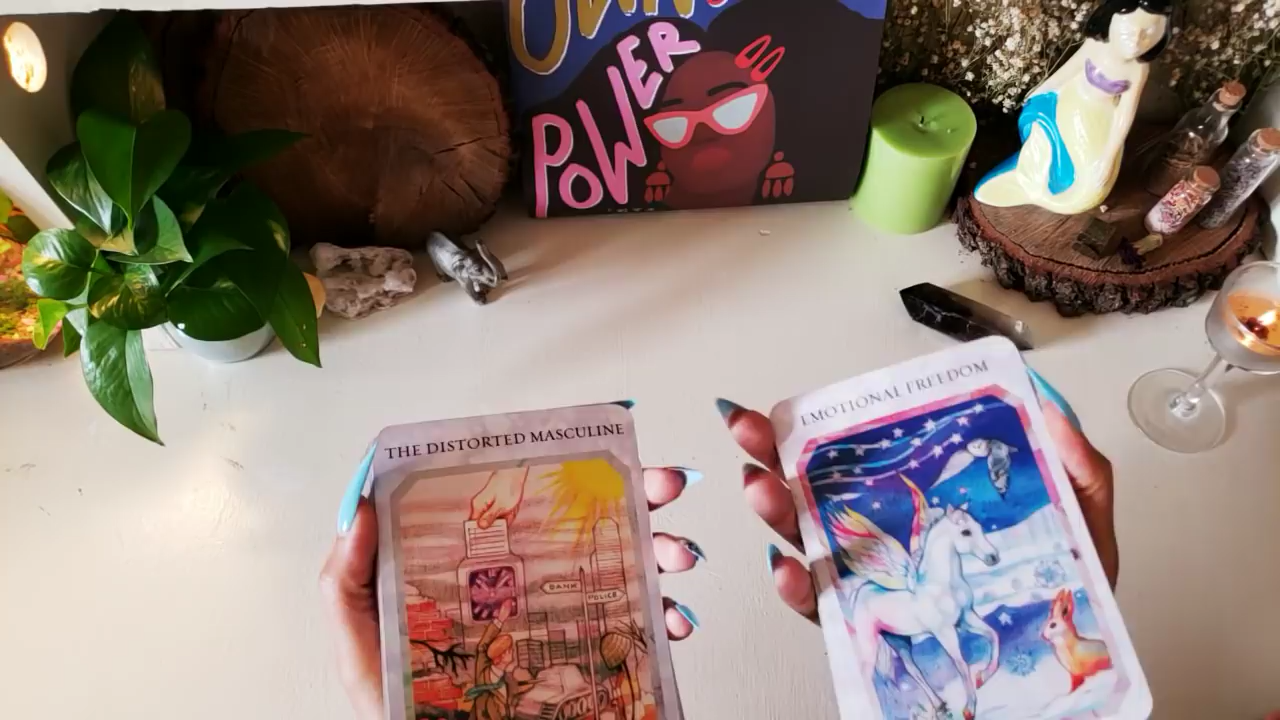 POWER
THE DISTORTED MASCULINE
EMOTIONAL FREEDOM
BANK
POLICE